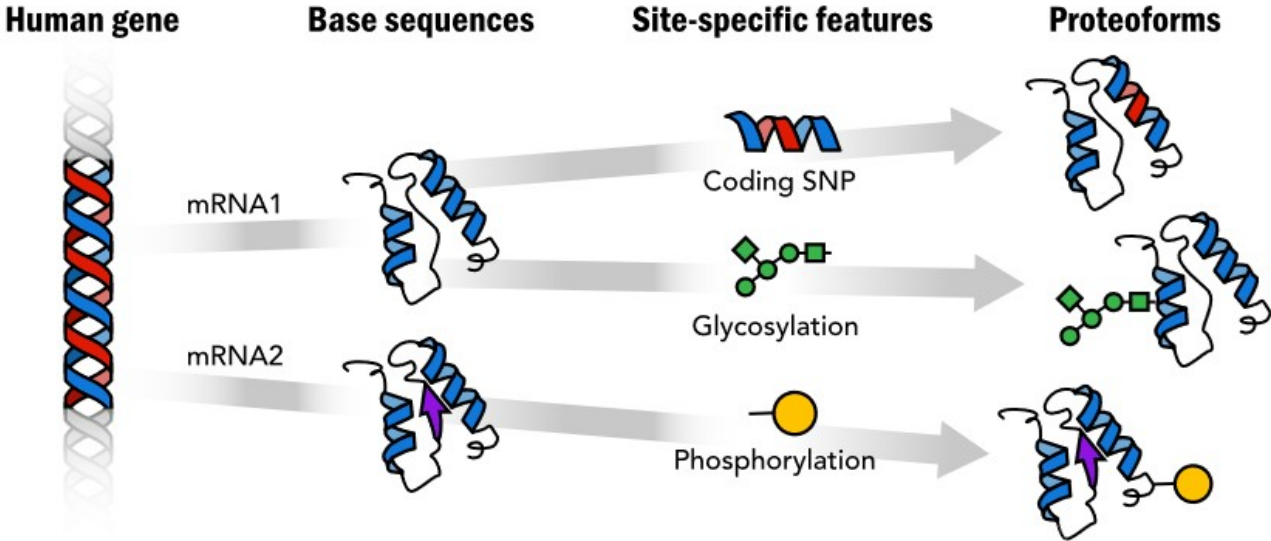 Human gene
Base sequences
Site-specific features
Proteoforms
mRNA1
Coding SNP
Glycosylation
mRNA2
Phosphorylation